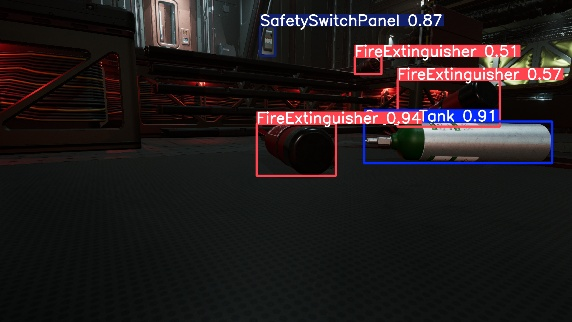 SafetySwitchPanel 0.87
FireExtinguisher 0.51
FireExtinguisher 0.57
FireExtinguisher 0.94
Tank 0.91